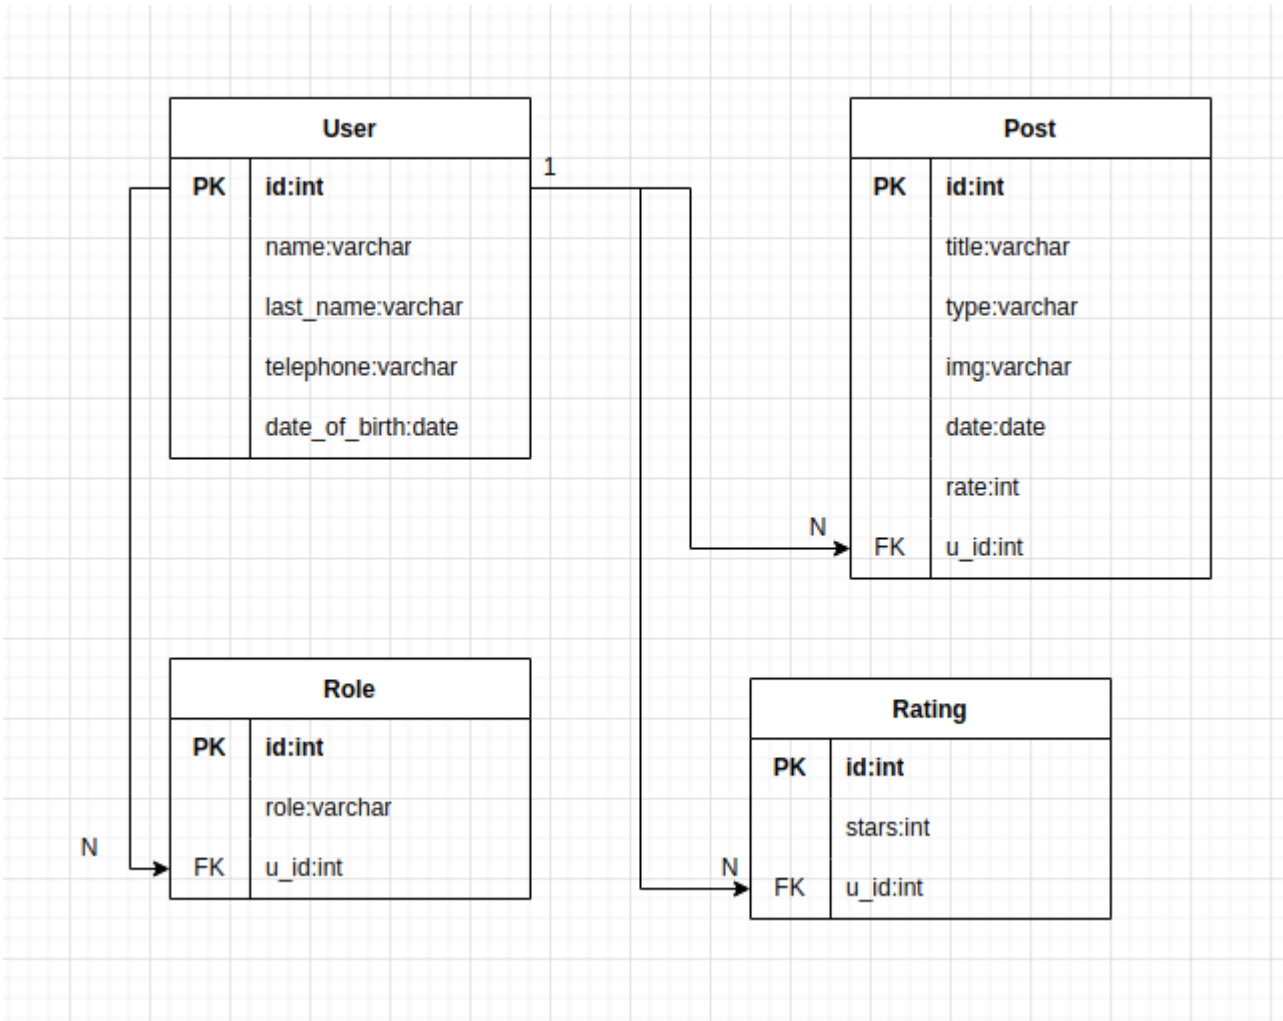 User
PK id:int
name:varchar
last_name:varchar
telephone:varchar
date_of_birth:date
1
Post
PK id:int
title:varchar
type:varchar
img:varchar
date:date
rate:int
N
FK u_id:int
Role
PK id:int
role:varchar
N
FK u_id:int
Rating
PK id:int
stars:int
N
FK u_id:int